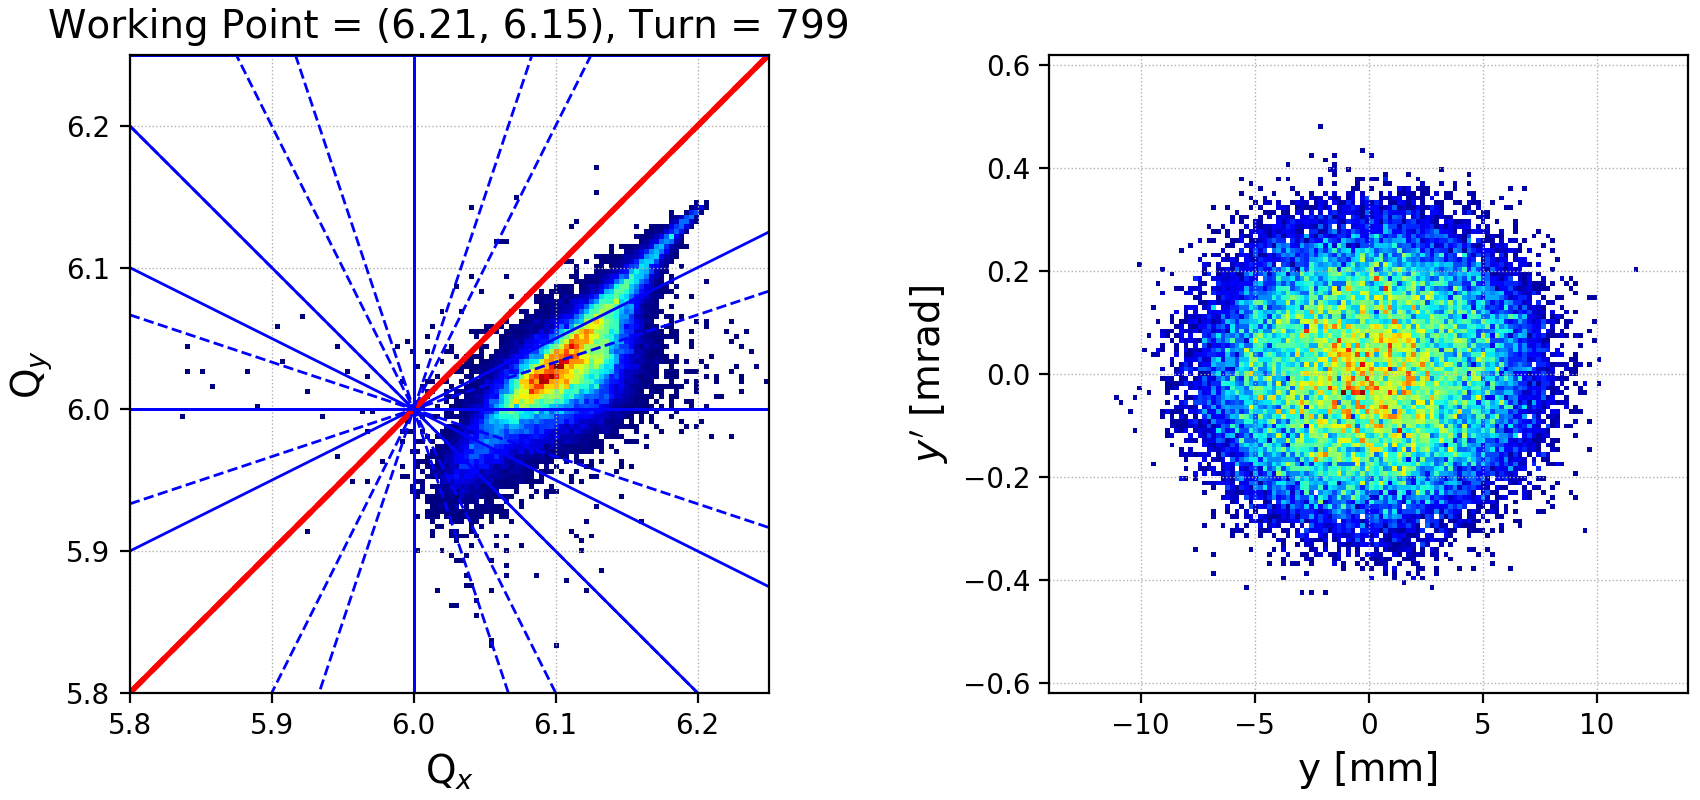 Working Point = (6.21, 6.15), Turn = 799
6.2
6.1
6.0
5.9
5.8
Q_y
5.8 5.9 6.0 6.1 6.2
Q_x
0.6
0.4
0.2
0.0
−0.2
−0.4
−0.6
y′ [mrad]
−10 −5 0 5 10
y [mm]